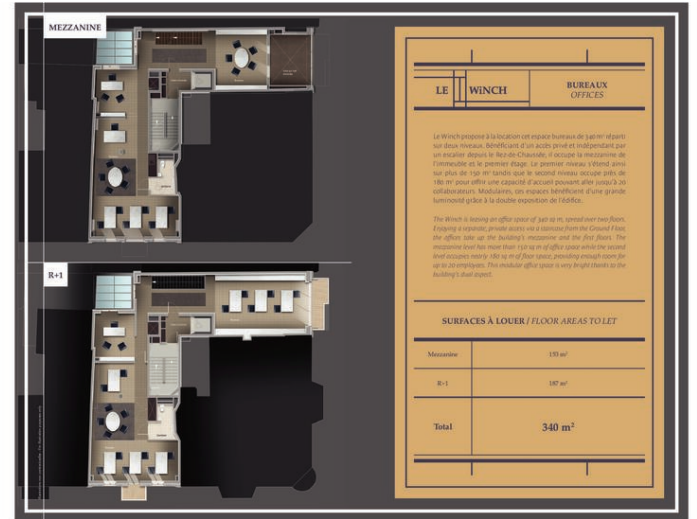 MEZZANINE
R+1
LE WiNCH
BUREAUX
OFFICES
Le Winch propose à la location cet espace bureaux de 340 m² réparti
sur deux niveaux. Bénéficiant d'un accès privé et indépendant par
un escalier depuis le Rez-de-Chaussée, il occupe la mezzanine de
l'immeuble et le premier étage. Le premier niveau s'étend ainsi
sur plus de 150 m² tandis que le second niveau occupe près de
180 m² pour offrir une capacité d'accueil pouvant aller jusqu'à 20
collaborateurs. Modulaires, ces espaces bénéficient d'une grande
luminosité grâce à la double exposition de l'édifice.
The Winch is leasing an office space of 340 sq m, spread over two floors.
Enjoying a separate, private access via a staircase from the Ground Floor,
the offices take up the building's mezzanine and the first floors. The
mezzanine level has more than 150 sq m of office space while the second
level occupies nearly 180 sq m of floor space, providing enough room for
up to 20 employees. This modular office space is very bright thanks to the
building's dual aspect.
SURFACES À LOUER / FLOOR AREAS TO LET
Mezzanine 153 m²
R+1 187 m²
Total 340 m²